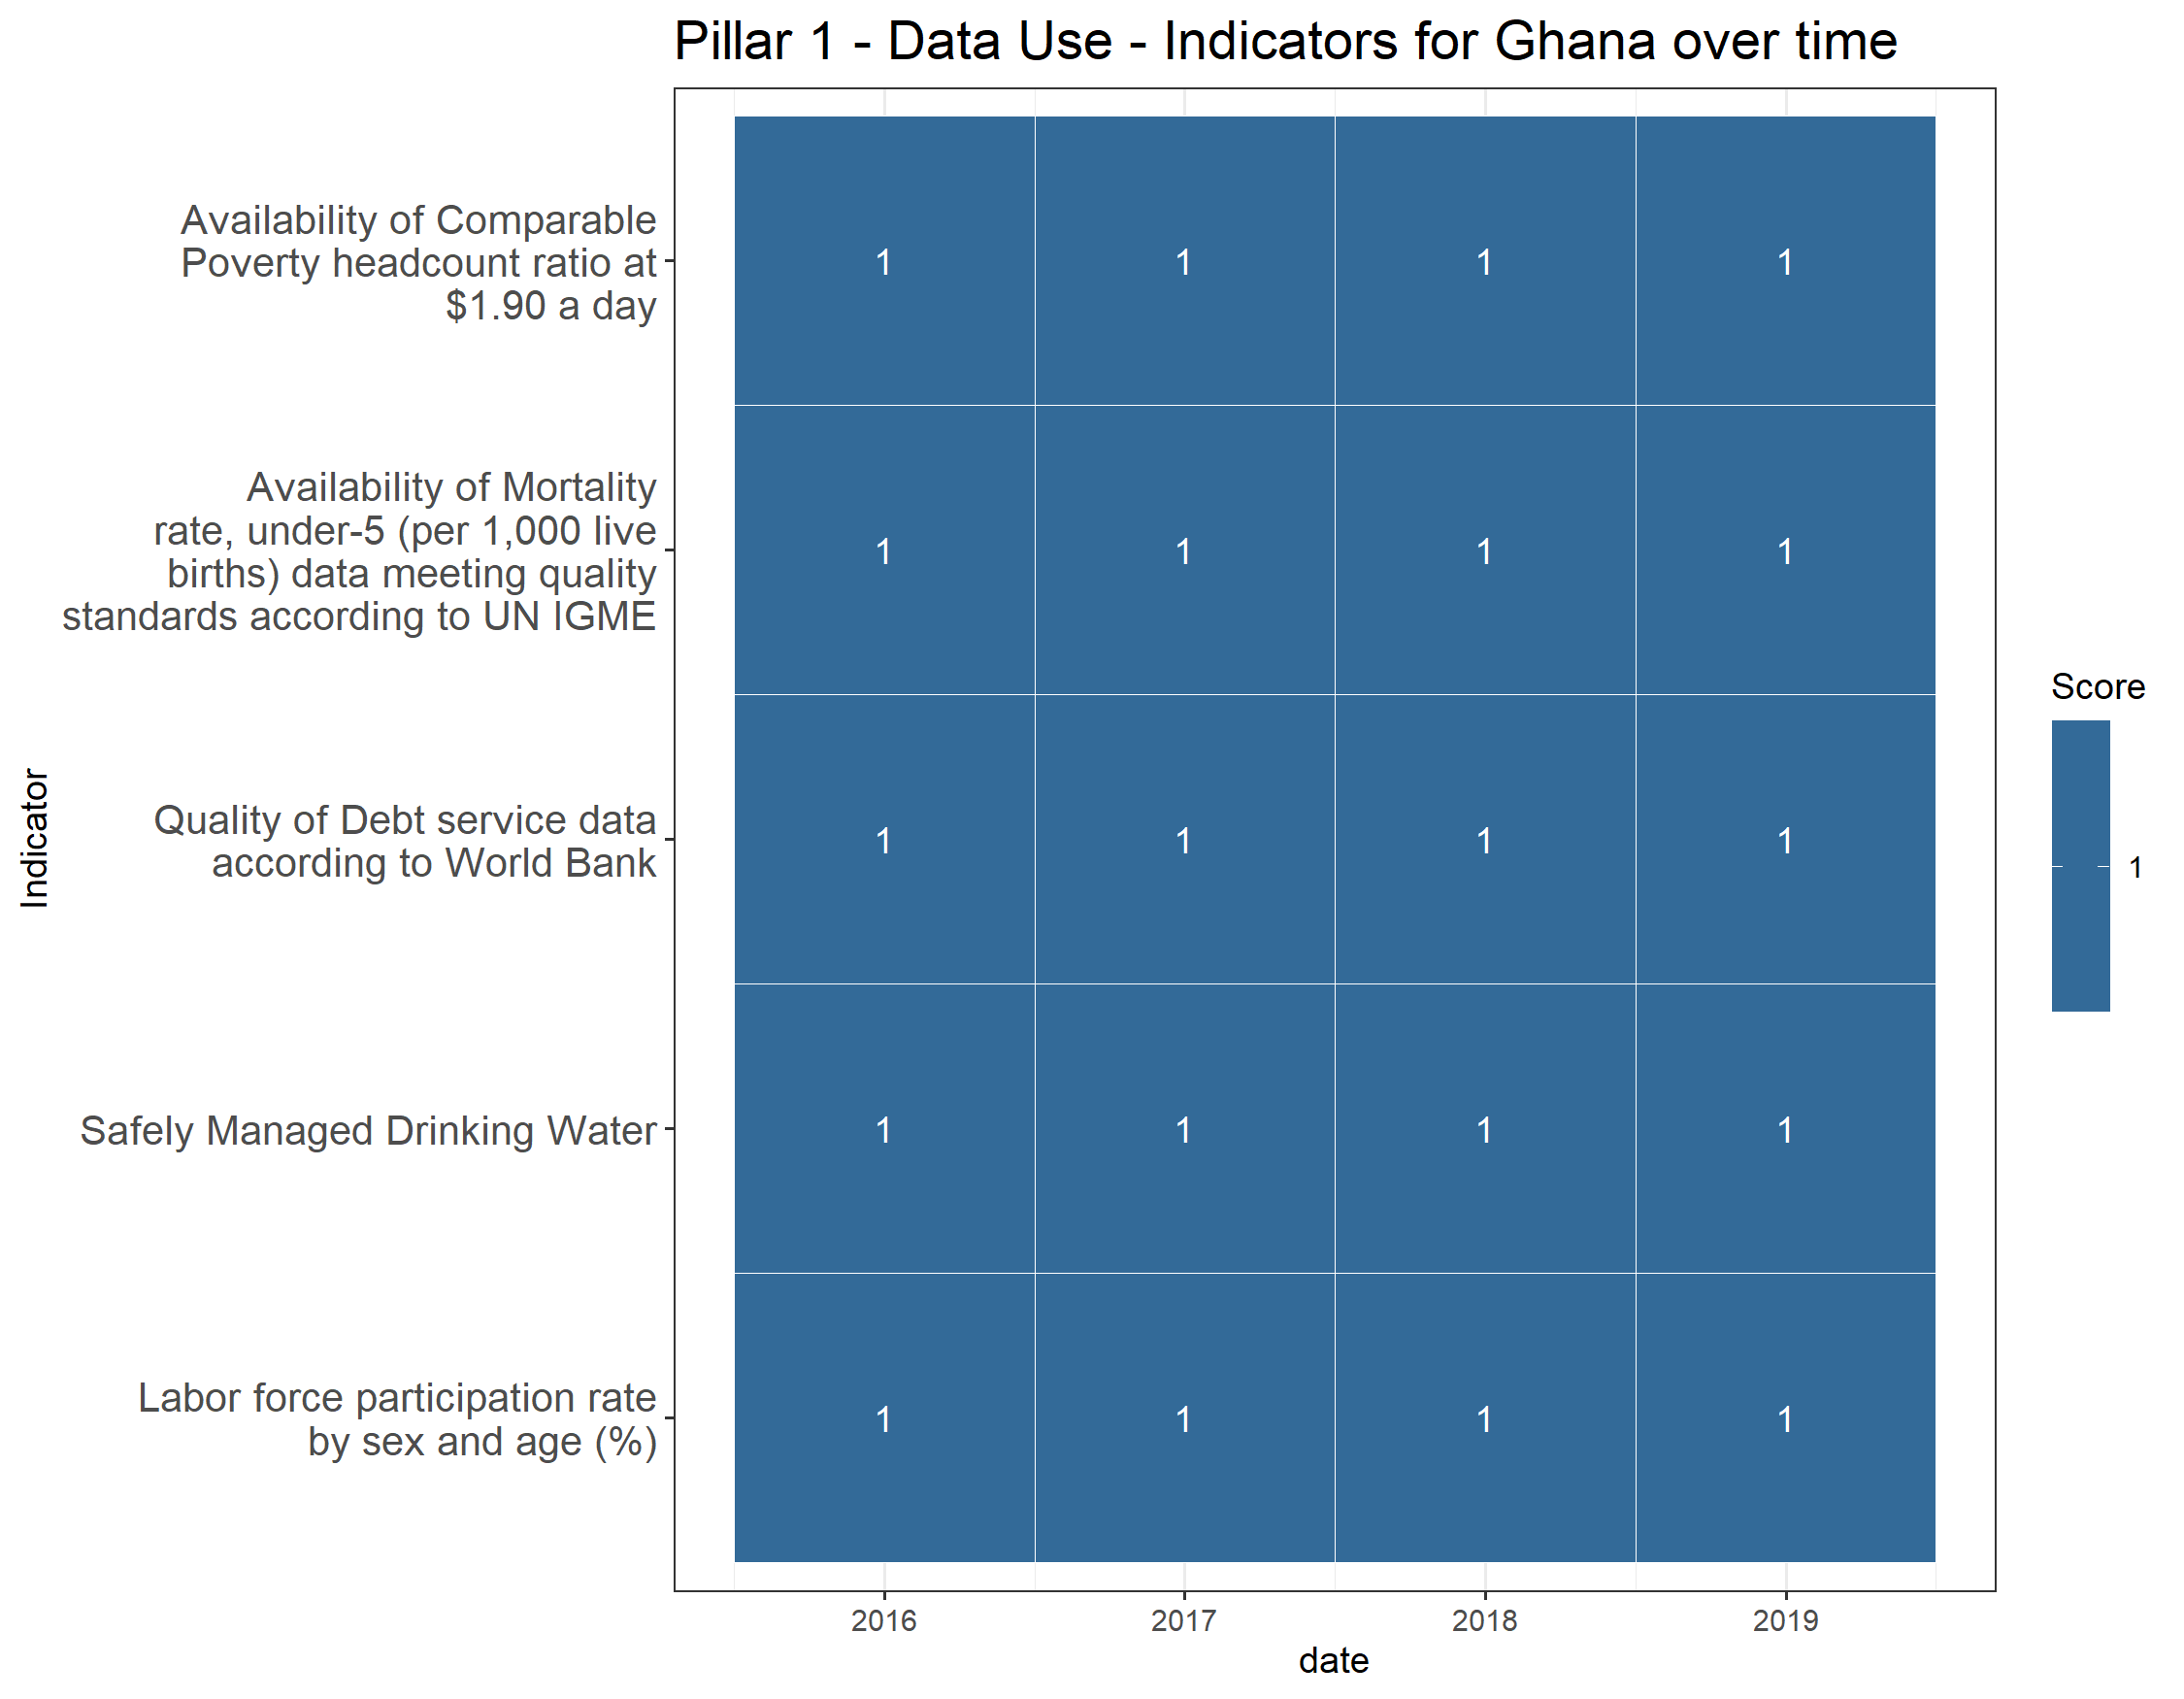 Pillar 1 - Data Use - Indicators for Ghana over time
Availability of Comparable
Poverty headcount ratio at
$1.90 a day
1 1 1 1
Availability of Mortality
rate, under-5 (per 1,000 live
births) data meeting quality
standards according to UN IGME
1 1 1 1
Quality of Debt service data
according to World Bank
1 1 1 1
Safely Managed Drinking Water
1 1 1 1
Labor force participation rate
by sex and age (%)
1 1 1 1
Indicator
2016 2017 2018 2019
date
Score
1